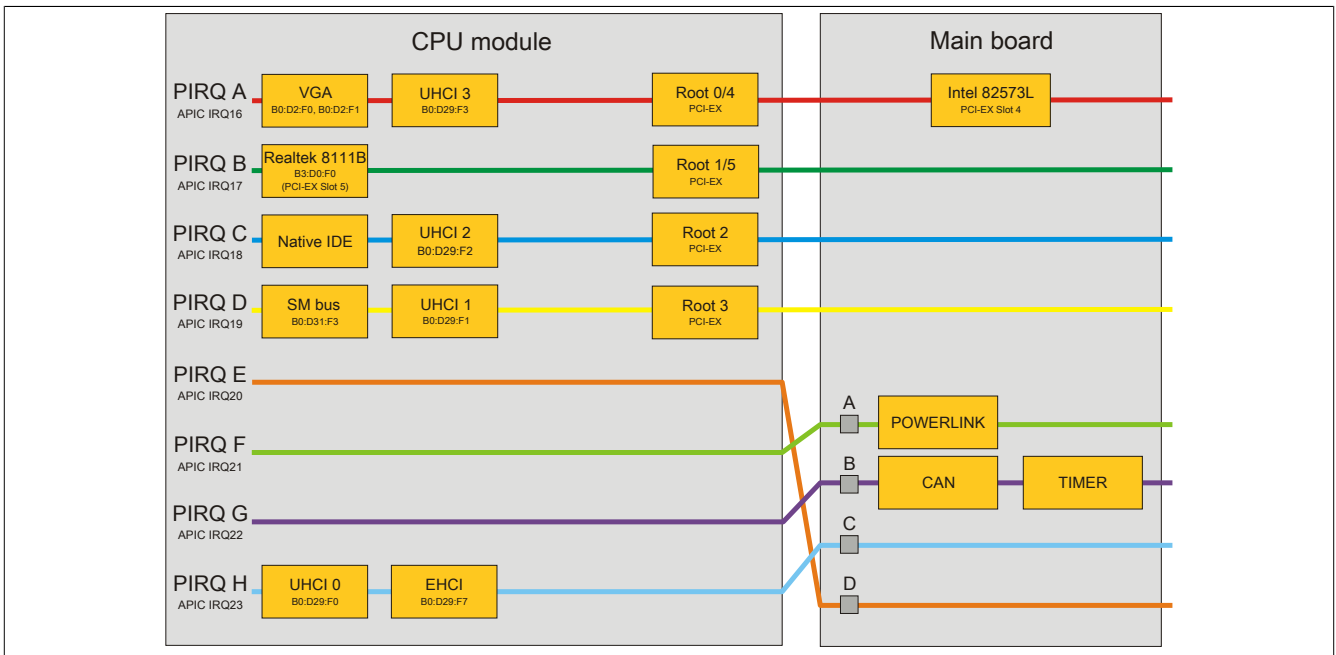 CPU module
Main board
PIRQ A
APIC IRQ16
VGA
B0:D2:F0, B0:D2:F1
UHCI 3
B0:D29:F3
Root 0/4
PCI-EX
Intel 82573L
PCI-EX Slot 4
PIRQ B
APIC IRQ17
Realtek 8111B
B3:D0:F0
(PCI-EX Slot 5)
Root 1/5
PCI-EX
PIRQ C
APIC IRQ18
Native IDE
UHCI 2
B0:D29:F2
Root 2
PCI-EX
PIRQ D
APIC IRQ19
SM bus
B0:D31:F3
UHCI 1
B0:D29:F1
Root 3
PCI-EX
PIRQ E
APIC IRQ20
A
POWERLINK
PIRQ F
APIC IRQ21
B
CAN
TIMER
PIRQ G
APIC IRQ22
C
PIRQ H
APIC IRQ23
UHCI 0
B0:D29:F0
EHCI
B0:D29:F7
D